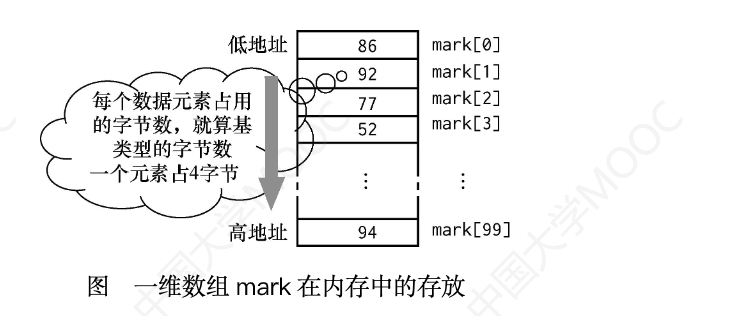 低地址 86 mark[0]
92 mark[1]
77 mark[2]
52 mark[3]
每个数据元素占用
的字节数，就算基
类型的字节数
一个元素占4字节
⋮ ⋮
高地址 94 mark[99]
图 一维数组 mark 在内存中的存放
中国大学MOOC
中国大学MOOC